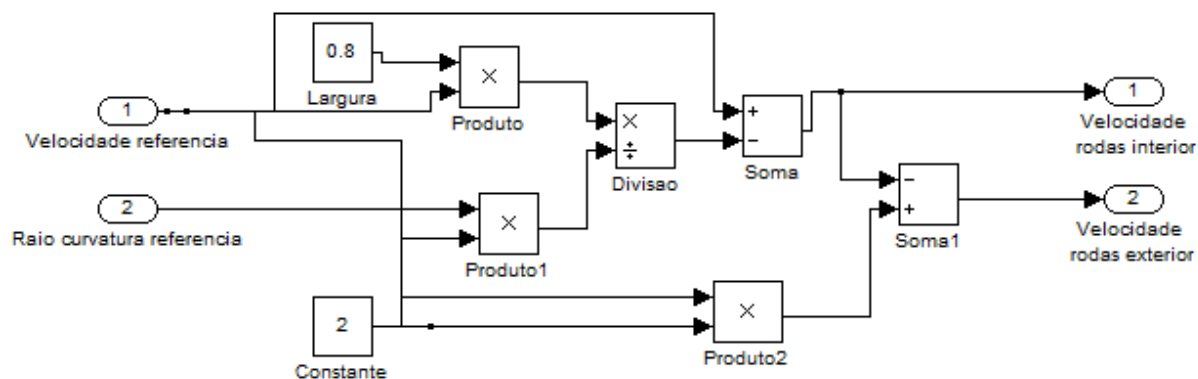 0.8
Largura
×
Produto
1
Velocidade referencia
×
÷
Divisao
+
−
Soma
1
Velocidade
rodas interior
2
Raio curvatura referencia
×
Produto1
−
+
Soma1
2
Velocidade
rodas exterior
2
Constante
×
Produto2